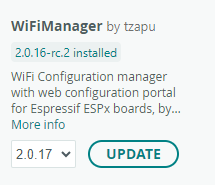 WiFiManager by tzapu
2.0.16-rc.2 installed
WiFi Configuration manager
with web configuration portal
for Espressif ESPx boards, by…
More info
2.0.17 UPDATE